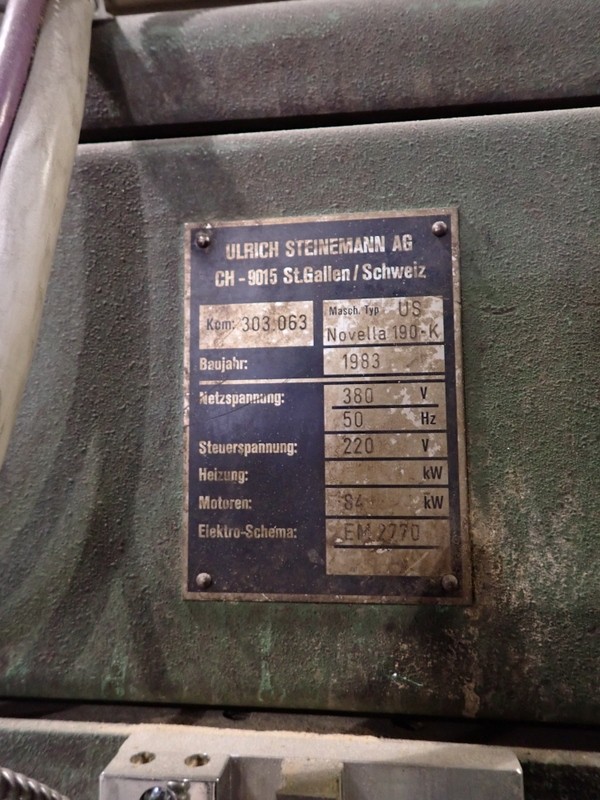 ULRICH STEINEMANN AG
CH - 9015 St.Gallen / Schweiz
Kom: 303.063
Masch. Typ US
Novella 190-K
Baujahr: 1983
Netzspannung: 380 V
50 Hz
Steuerspannung: 220 V
Heizung: kW
Motoren: 84 kW
Elektro-Schema: EM 2770